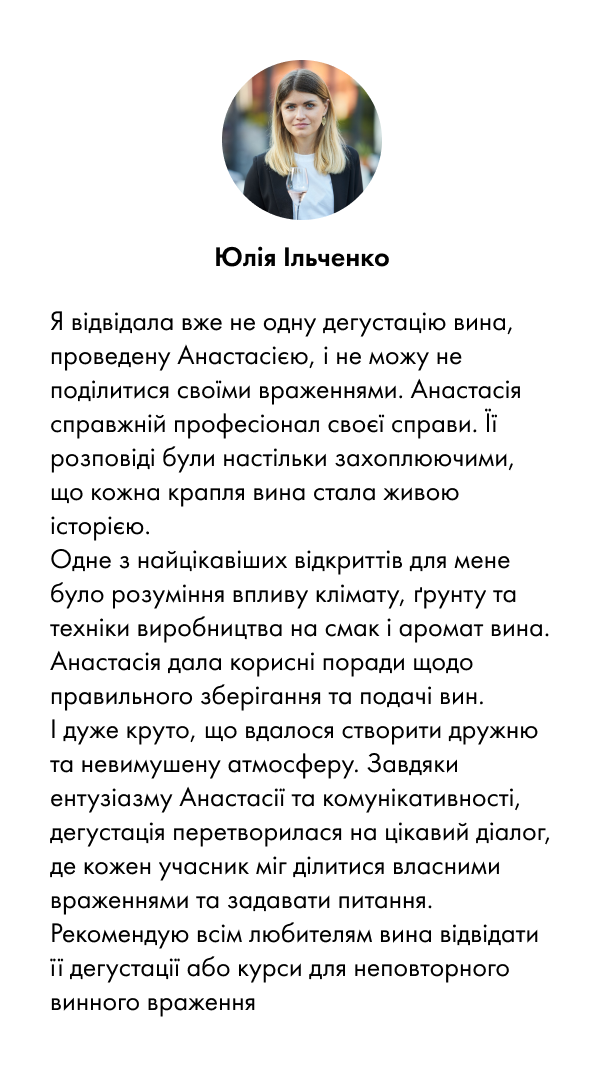 Юлія Ільченко
Я відвідала вже не одну дегустацію вина,
проведену Анастасією, і не можу не
поділитися своїми враженнями. Анастасія
справжній професіонал своєї справи. Її
розповіді були настільки захоплюючими,
що кожна крапля вина стала живою
історією.
Одне з найцікавіших відкриттів для мене
було розуміння впливу клімату, ґрунту та
техніки виробництва на смак і аромат вина.
Анастасія дала корисні поради щодо
правильного зберігання та подачі вин.
І дуже круто, що вдалося створити дружню
та невимушену атмосферу. Завдяки
ентузіазму Анастасії та комунікативності,
дегустація перетворилася на цікавий діалог,
де кожен учасник міг ділитися власними
враженнями та задавати питання.
Рекомендую всім любителям вина відвідати
її дегустації або курси для неповторного
винного враження